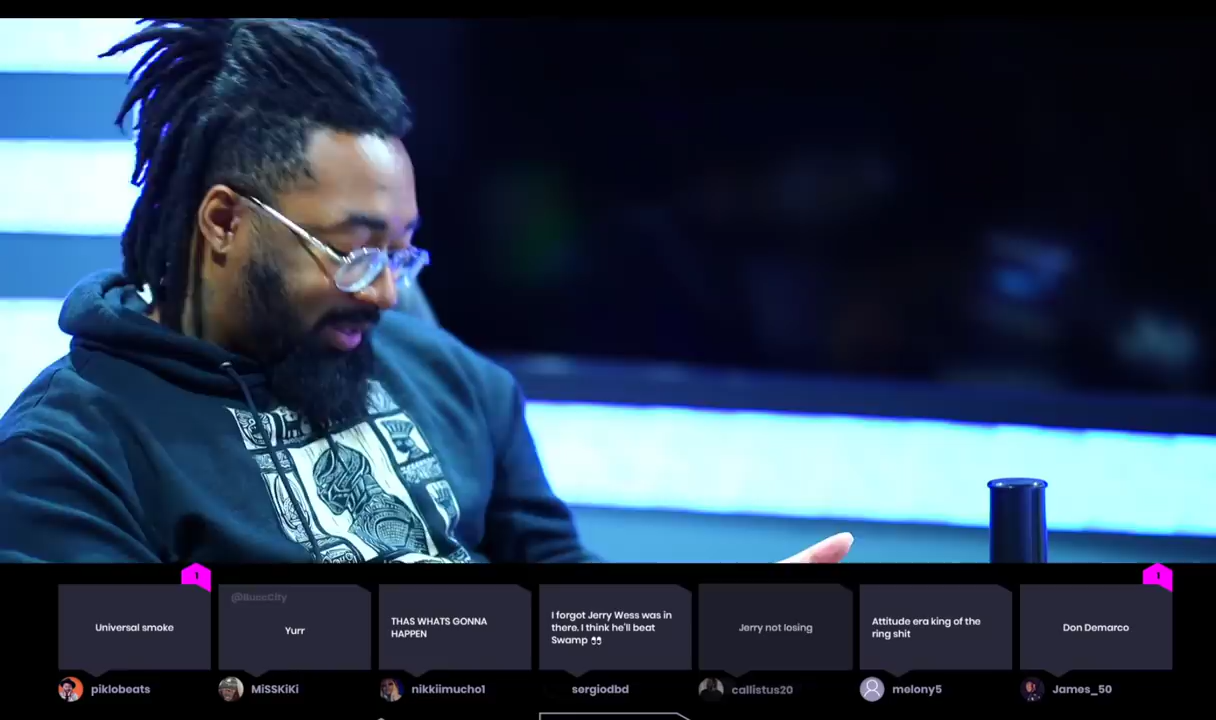 1
1
Universal smoke
@BuccCity
Yurr
THAS WHATS GONNA
HAPPEN
I forgot Jerry Wess was in
there. I think he'll beat
Swamp 👀
Jerry not losing
Attitude era king of the
ring shit
Don Demarco
piklobeats
MiSSKiKi
nikkiimucho1
sergiodbd
callistus20
melony5
James_50